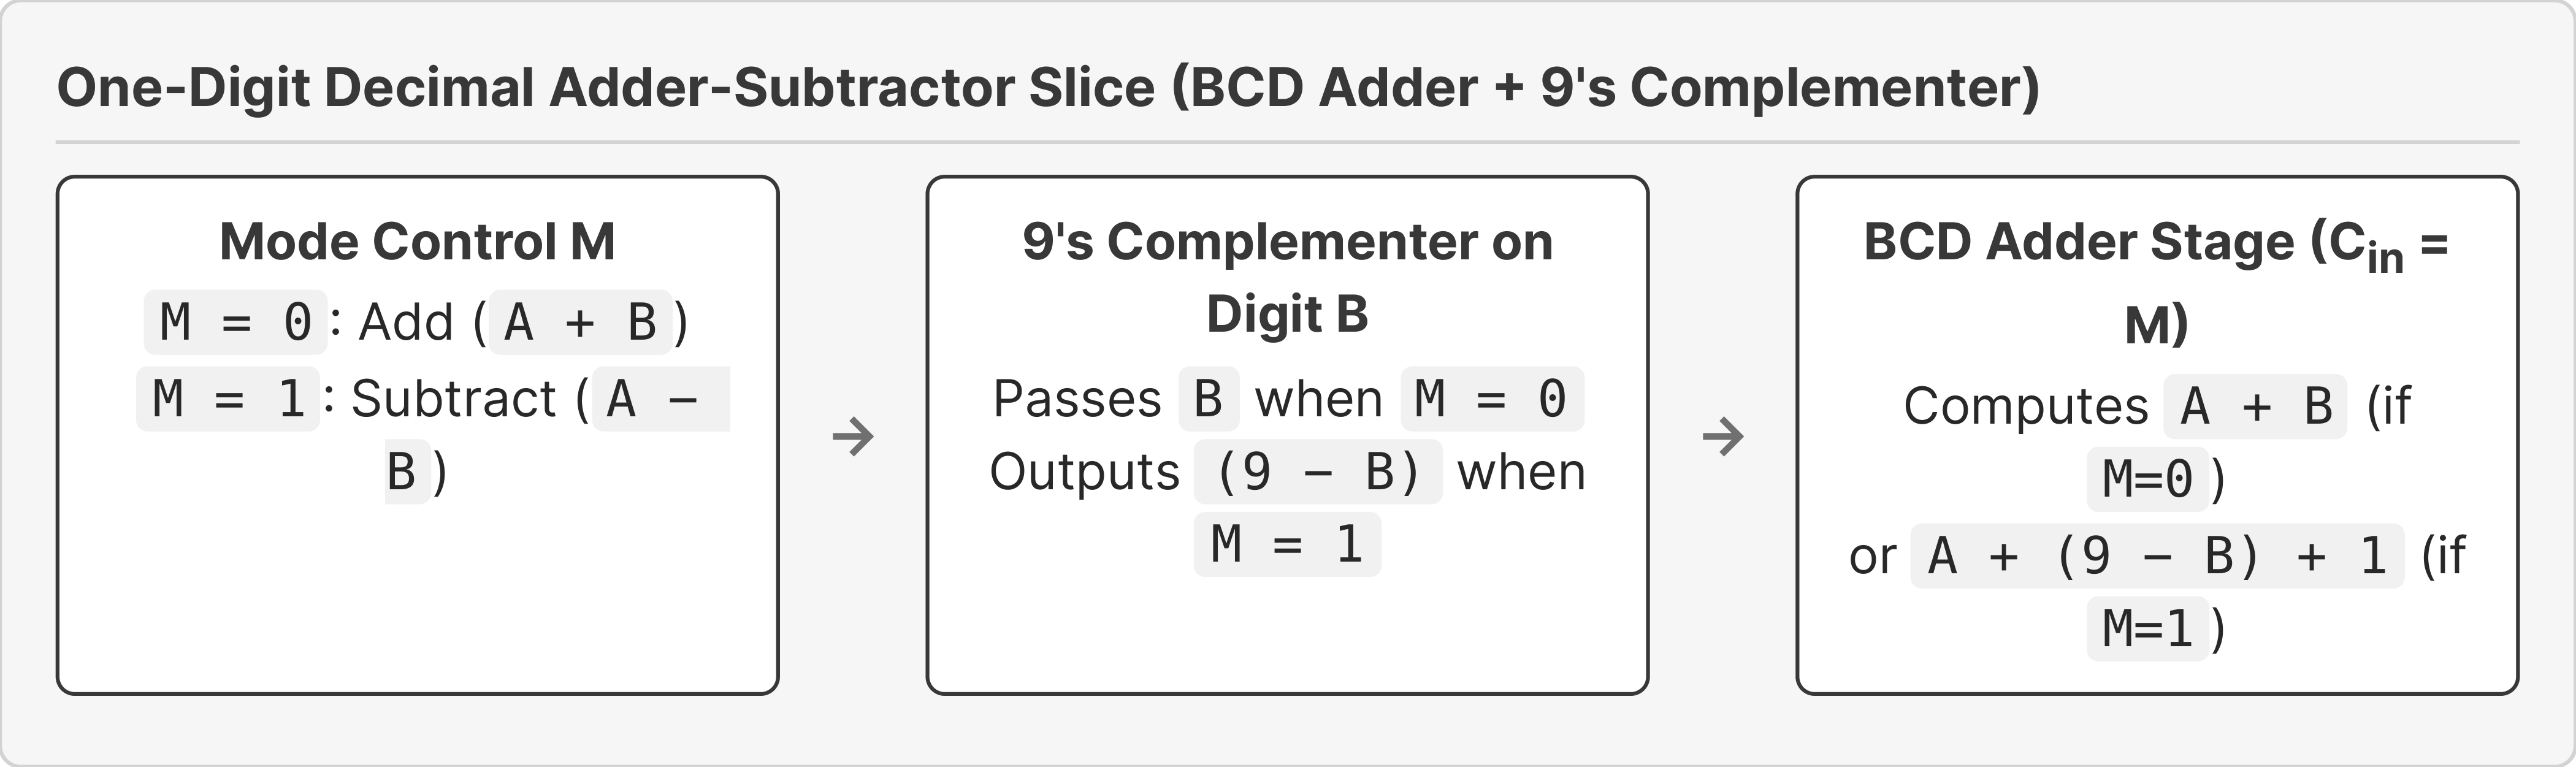 One-Digit Decimal Adder-Subtractor Slice (BCD Adder + 9's Complementer)
Mode Control M
M = 0: Add (A + B)
M = 1: Subtract (A −
B)
→
9's Complementer on
Digit B
Passes B when M = 0
Outputs (9 − B) when
M = 1
→
BCD Adder Stage (Cin =
M)
Computes A + B (if
M=0)
or A + (9 − B) + 1 (if
M=1)